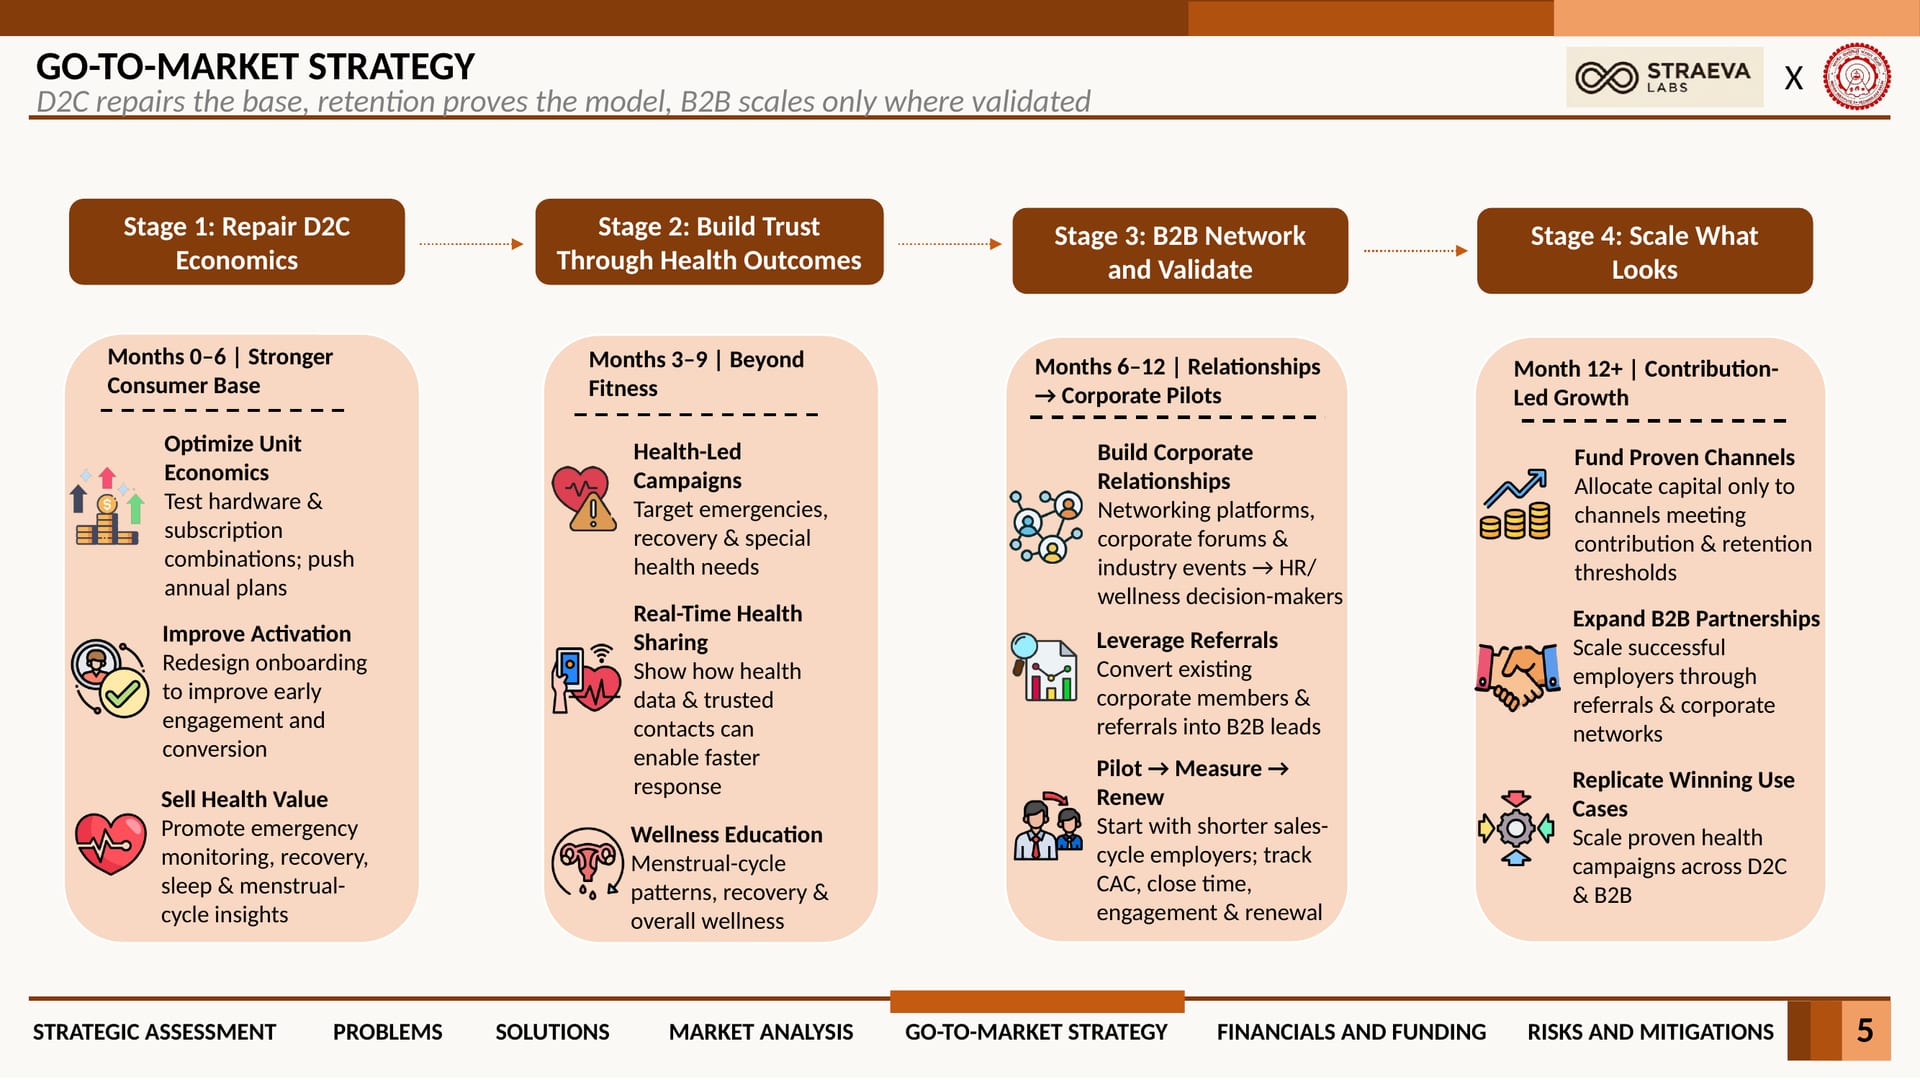 GO-TO-MARKET STRATEGY
D2C repairs the base, retention proves the model, B2B scales only where validated
STRAEVA
LABS
X
Stage 1: Repair D2C
Economics
Stage 2: Build Trust
Through Health Outcomes
Stage 3: B2B Network
and Validate
Stage 4: Scale What
Looks
Months 0–6 | Stronger
Consumer Base
Optimize Unit
Economics
Test hardware &
subscription
combinations; push
annual plans
Improve Activation
Redesign onboarding
to improve early
engagement and
conversion
Sell Health Value
Promote emergency
monitoring, recovery,
sleep & menstrual-
cycle insights
Months 3–9 | Beyond
Fitness
Health-Led
Campaigns
Target emergencies,
recovery & special
health needs
Real-Time Health
Sharing
Show how health
data & trusted
contacts can
enable faster
response
Wellness Education
Menstrual-cycle
patterns, recovery &
overall wellness
Months 6–12 | Relationships
→ Corporate Pilots
Build Corporate
Relationships
Networking platforms,
corporate forums &
industry events → HR/
wellness decision-makers
Leverage Referrals
Convert existing
corporate members &
referrals into B2B leads
Pilot → Measure →
Renew
Start with shorter sales-
cycle employers; track
CAC, close time,
engagement & renewal
Month 12+ | Contribution-
Led Growth
Fund Proven Channels
Allocate capital only to
channels meeting
contribution & retention
thresholds
Expand B2B Partnerships
Scale successful
employers through
referrals & corporate
networks
Replicate Winning Use
Cases
Scale proven health
campaigns across D2C
& B2B
STRATEGIC ASSESSMENT
PROBLEMS
SOLUTIONS
MARKET ANALYSIS
GO-TO-MARKET STRATEGY
FINANCIALS AND FUNDING
RISKS AND MITIGATIONS
5